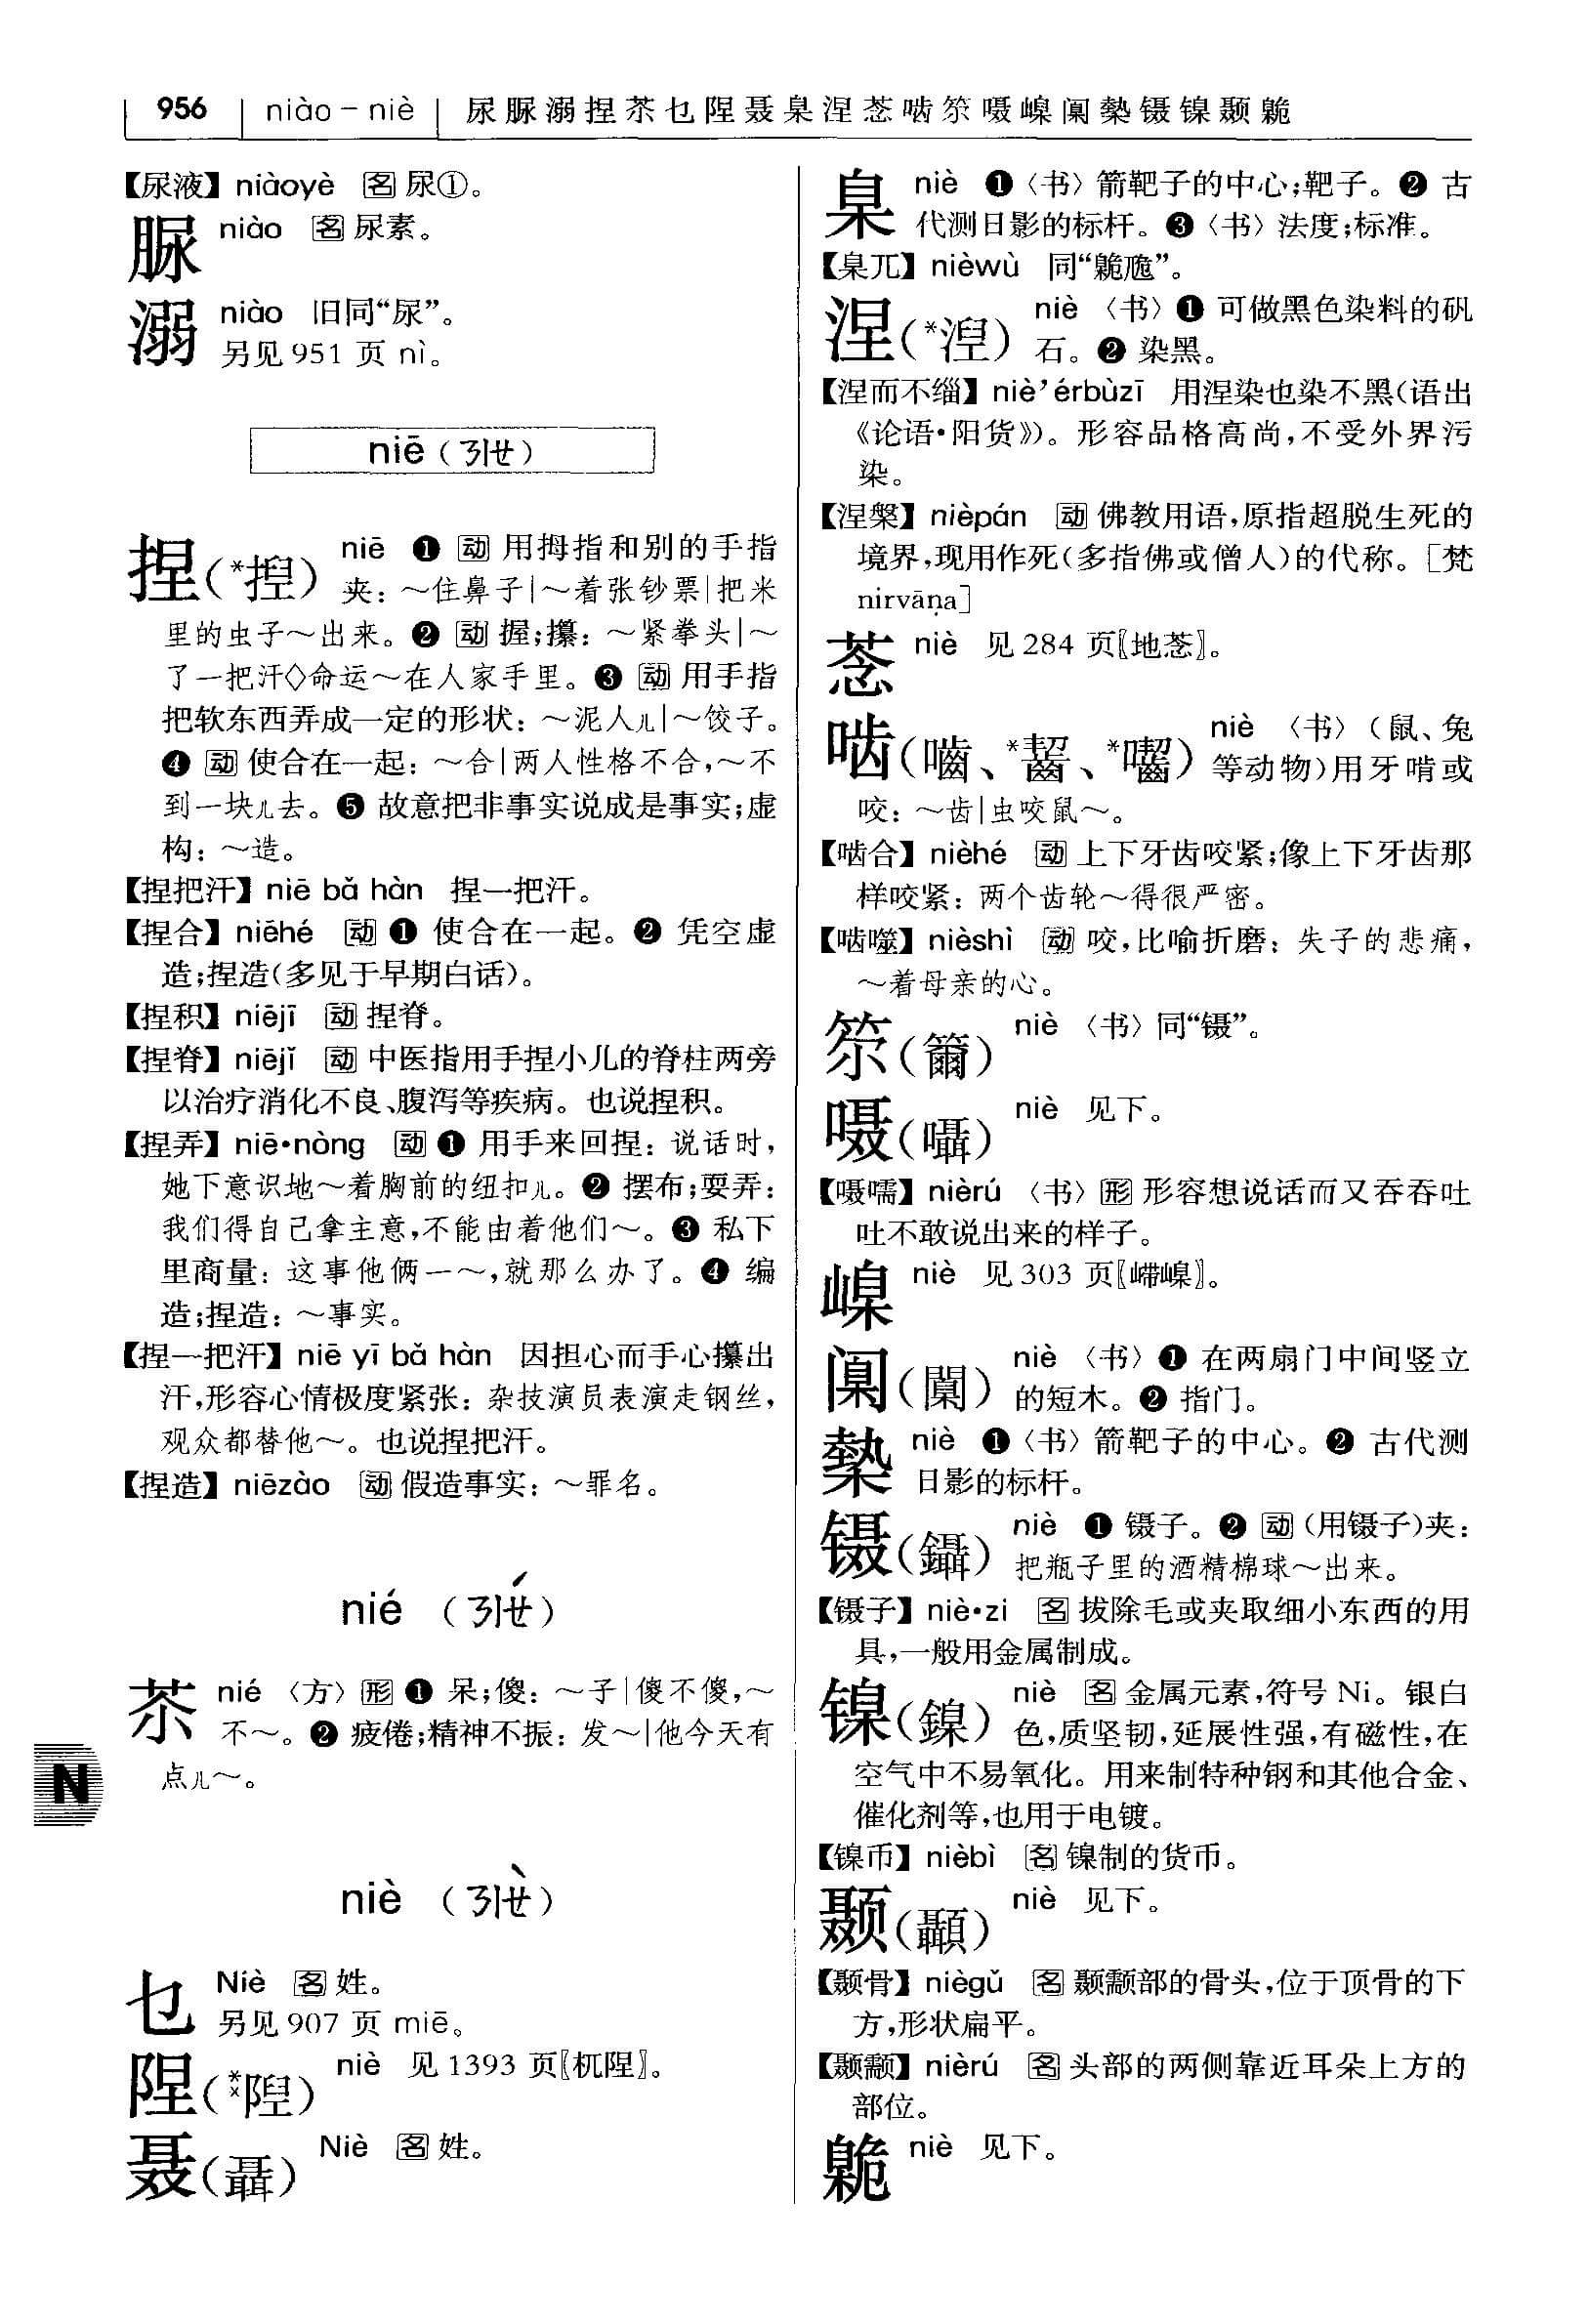 956 niào－niè 尿脲溺捏苶乜陧聂臬涅惗啮笨嗫嵲阒槷镊镍颞臲
【尿液】niàoyè 名 尿①。
脲 niào 名 尿素。
溺 niào 旧同“尿”。
另见 951 页 nì。
niē（ㄋㄧㄝ）
捏（*揑） niē ❶ 动 用拇指和别的手指
夹：～住鼻子|～着张钞票|把米
里的虫子～出来。❷ 动 握；攥：～紧拳头|～
了一把汗◇命运～在人家手里。❸ 动 用手指
把软东西弄成一定的形状：～泥人儿|～饺子。
❹ 动 使合在一起：～合|两人性格不合，～不
到一块儿去。❺ 故意把非事实说成是事实；虚
构：～造。
【捏把汗】niē bǎ hàn 捏一把汗。
【捏合】niēhé 动 ❶ 使合在一起。❷ 凭空虚
造；捏造（多见于早期白话）。
【捏积】niējī 动 捏脊。
【捏脊】niējǐ 动 中医指用手捏小儿的脊柱两旁
以治疗消化不良、腹泻等疾病。也说捏积。
【捏弄】niē·nòng 动 ❶ 用手来回捏：说话时，
她下意识地～着胸前的纽扣儿。❷ 摆布；耍弄：
我们得自己拿主意，不能由着他们～。❸ 私下
里商量：这事他俩一～，就那么办了。❹ 编
造；捏造：～事实。
【捏一把汗】niē yī bǎ hàn 因担心而手心攥出
汗，形容心情极度紧张：杂技演员表演走钢丝，
观众都替他～。也说捏把汗。
【捏造】niēzào 动 假造事实：～罪名。
nié （ㄋㄧㄝˊ）
苶 nié 〈方〉形 ❶ 呆；傻：～子|傻不傻，～
不～。❷ 疲倦；精神不振：发～|他今天有
点儿～。
N
niè （ㄋㄧㄝˋ）
乜 Niè 名 姓。
另见 907 页 miē。
陧（*×隉） niè 见 1393 页〖杌陧〗。
聂（聶） Niè 名 姓。
臬 niè ❶〈书〉箭靶子的中心；靶子。❷ 古
代测日影的标杆。❸〈书〉法度；标准。
【臬兀】nièwù 同“臲卼”。
涅（*湼） niè 〈书〉❶ 可做黑色染料的矾
石。❷ 染黑。
【涅而不缁】niè’érbùzī 用涅染也染不黑（语出
《论语·阳货》）。形容品格高尚，不受外界污
染。
【涅槃】nièpán 动 佛教用语，原指超脱生死的
境界，现用作死（多指佛或僧人）的代称。［梵
nirvāṇa］
niè 见 284 页
啮（嚙、*齧、*囓） niè 〈书〉（鼠、兔
等动物）用牙啃或
咬：～齿|虫咬鼠～。
【啮合】nièhé 动 上下牙齿咬紧；像上下牙齿那
样咬紧：两个齿轮～得很严密。
【啮噬】nièshì 动 咬，比喻折磨：失子的悲痛，
～着母亲的心。
（籋） niè 〈书〉同“镊”。
嗫（囁） niè 见下。
【嗫嚅】nièrú 〈书〉形 形容想说话而又吞吞吐
吐不敢说出来的样子。
嵲 niè 见 303 页〖嵽嵲〗。
（闑） niè 〈书〉❶ 在两扇门中间竖立
的短木。❷ 指门。
槷 niè ❶〈书〉箭靶子的中心。❷ 古代测
日影的标杆。
镊（鑷） niè ❶ 镊子。❷ 动（用镊子）夹：
把瓶子里的酒精棉球～出来。
【镊子】niè·zi 名 拔除毛或夹取细小东西的用
具，一般用金属制成。
镍（鎳） niè 名 金属元素，符号 Ni。银白
色，质坚韧，延展性强，有磁性，在
空气中不易氧化。用来制特种钢和其他合金、
催化剂等，也用于电镀。
【镍币】nièbì 名 镍制的货币。
颞（顳） niè 见下。
【颞骨】niègǔ 名 颞颥部的骨头，位于顶骨的下
方，形状扁平。
【颞颥】nièrú 名 头部的两侧靠近耳朵上方的
部位。
臲 niè 见下。